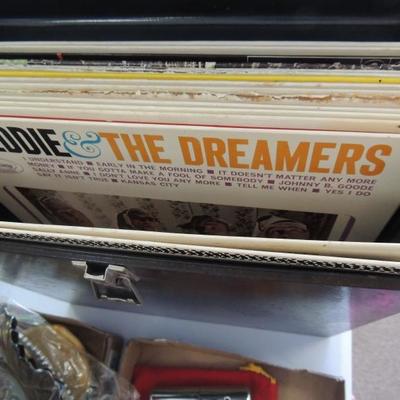 DDIE & THE DREAMERS
UNDERSTAND ■ EARLY IN THE MORNING ■ IT DOESN'T MATTER ANY MORE
MONEY ■ IF YOU GOTTA MAKE A FOOL OF SOMEBODY ■ JOHNNY B. GOODE
SALLY ANNE ■ I DON'T LOVE YOU ANY MORE ■ TELL ME WHEN ■ YES I DO
SAY IT ISN'T TRUE ■ KANSAS CITY